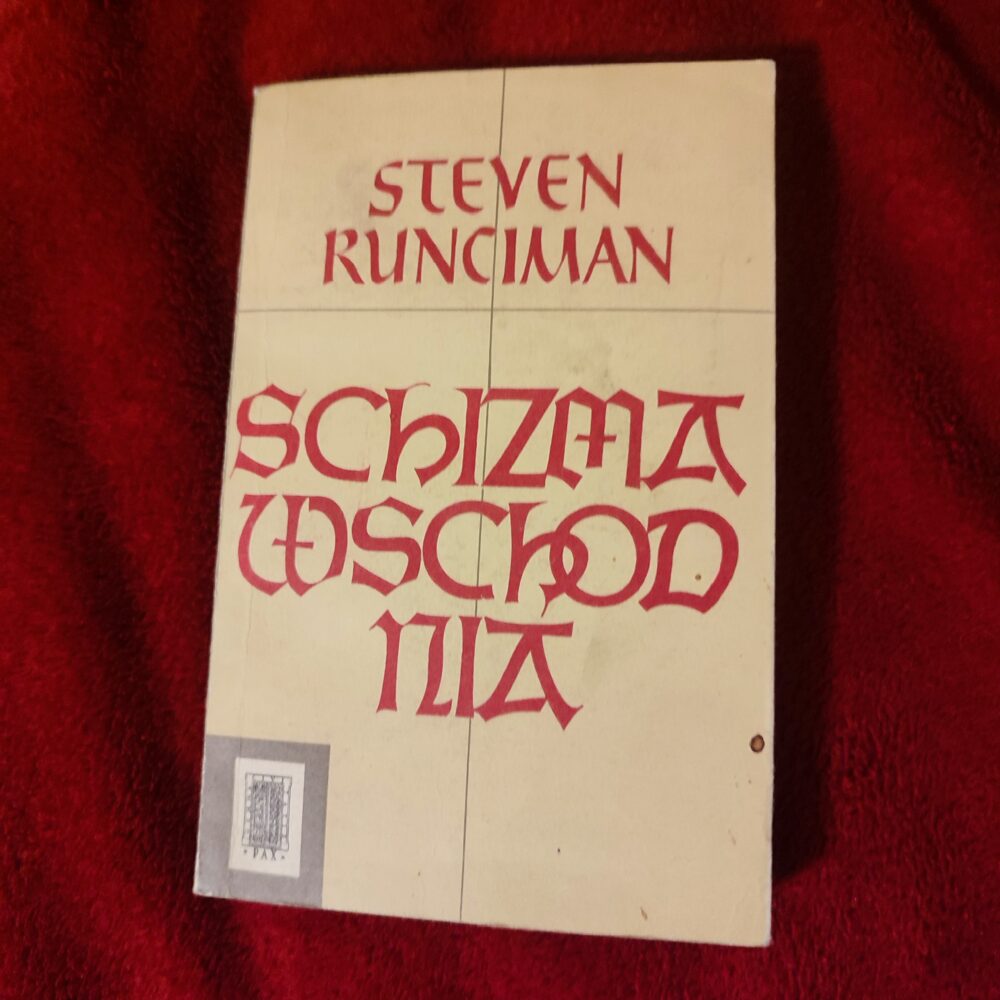 STEVEN
RUNCIMAN
SCHIZMA
WSCHOD
NIA
• PAX •